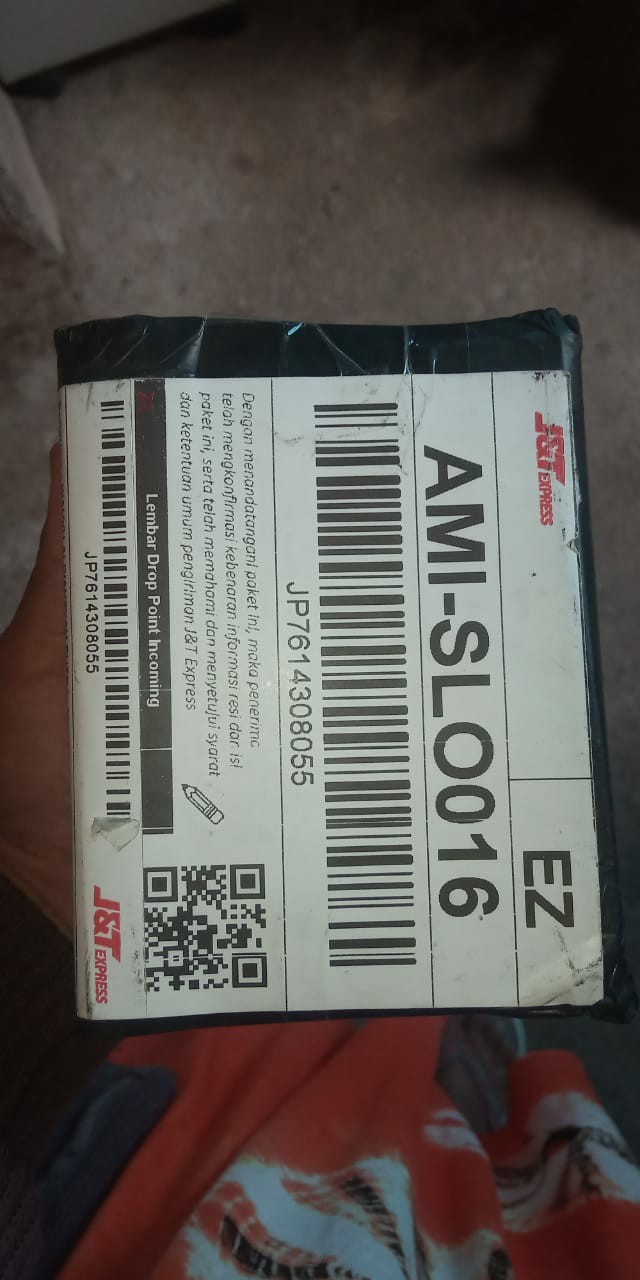 J&T EXPRESS
EZ
AMI-SLO016
JP7614308055
Dengan menandatangani paket ini, maka penerima
telah mengkonfirmasi kebenaran informasi resi dar. isi
paket ini, serta telah memahami dan menyetujui syarat
dan ketentuan umum pengiriman J&T Express
Lembar Drop Point Incoming
JP7614308055
J&T EXPRESS